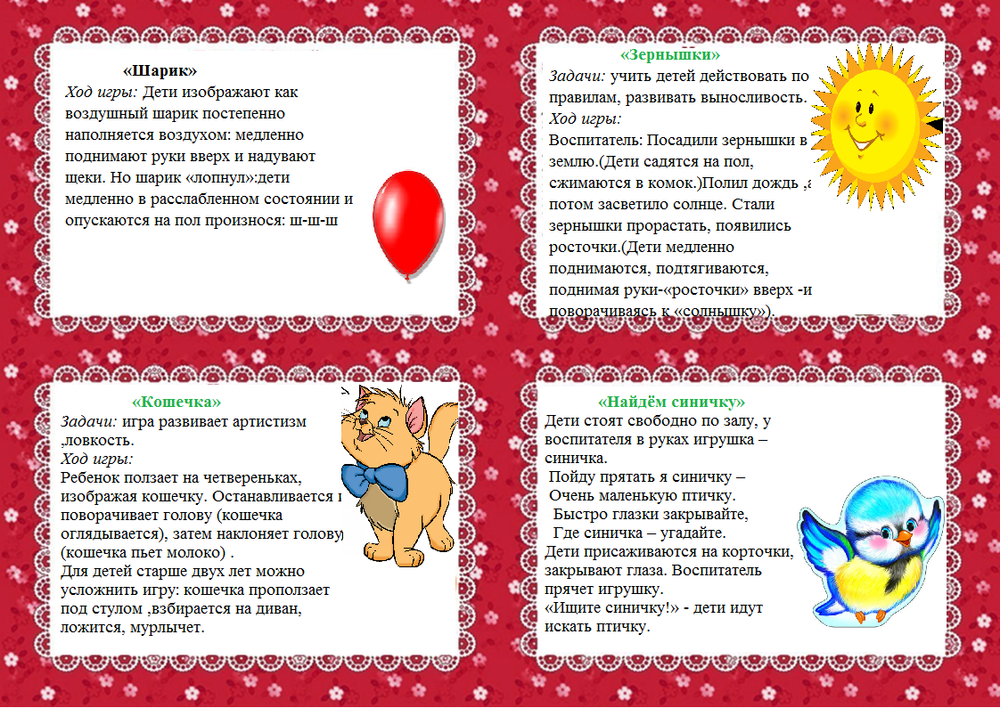 «Шарик»
Ход игры: Дети изображают как
воздушный шарик постепенно
наполняется воздухом: медленно
поднимают руки вверх и надувают
щеки. Но шарик «лопнул»:дети
медленно в расслабленном состоянии и
опускаются на пол произнося: ш-ш-ш
«Зернышки»
Задачи: учить детей действовать по
правилам, развивать выносливость.
Ход игры:
Воспитатель: Посадили зернышки в
землю.(Дети садятся на пол,
сжимаются в комок.)Полил дождь ,а
потом засветило солнце. Стали
зернышки прорастать, появились
росточки.(Дети медленно
поднимаются, подтягиваются,
поднимая руки-«росточки» вверх -и
поворачиваясь к «солнышку»).
«Кошечка»
Задачи: игра развивает артистизм
,ловкость.
Ход игры:
Ребенок ползает на четвереньках,
изображая кошечку. Останавливается и
поворачивает голову (кошечка
оглядывается), затем наклоняет голову
(кошечка пьет молоко) .
Для детей старше двух лет можно
усложнить игру: кошечка проползает
под стулом ,взбирается на диван,
ложится, мурлычет.
«Найдём синичку»
Дети стоят свободно по залу, у
воспитателя в руках игрушка –
синичка.
Пойду прятать я синичку –
Очень маленькую птичку.
Быстро глазки закрывайте,
Где синичка – угадайте.
Дети присаживаются на корточки,
закрывают глаза. Воспитатель
прячет игрушку.
«Ищите синичку!» - дети идут
искать птичку.